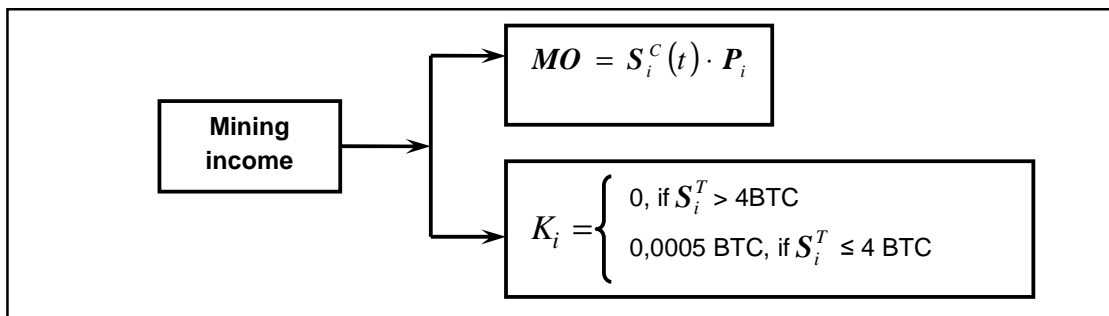 MO = S_i^C(t) · P_i
Mining
income
K_i = {
0, if S_i^T > 4BTC
0,0005 BTC, if S_i^T ≤ 4 BTC